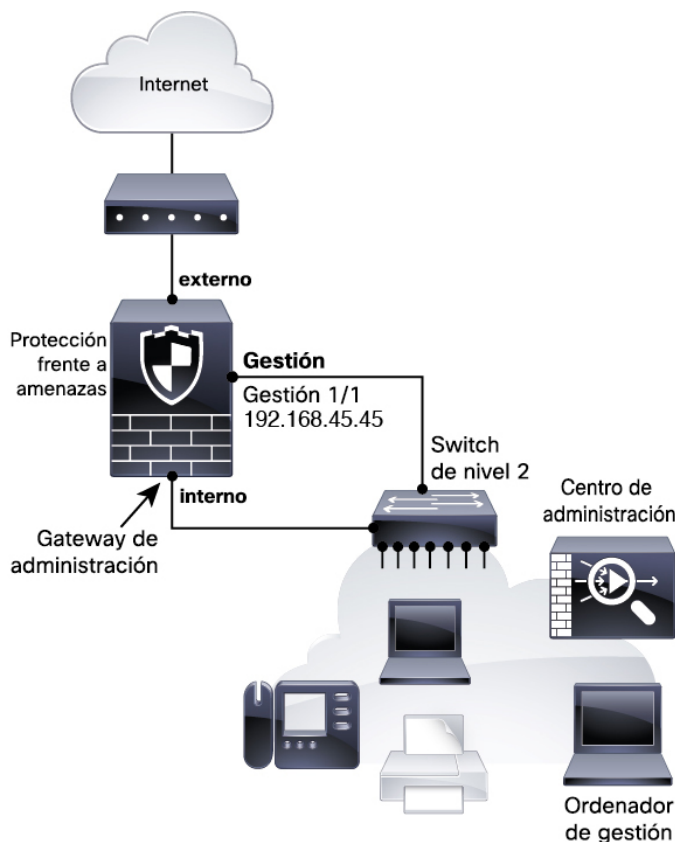 Internet
externo
Protección
frente a
amenazas
Gestión
Gestión 1/1
192.168.45.45
Switch
de nivel 2
Centro de
administración
interno
Gateway de
administración
Ordenador
de gestión